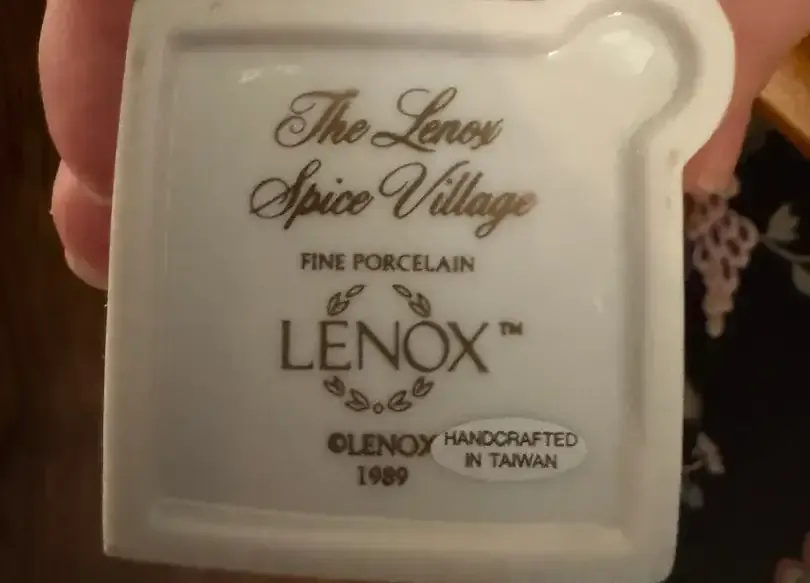 The Lenox
Spice Village
FINE PORCELAIN
LENOX™
©LENOX
1989
HANDCRAFTED
IN TAIWAN